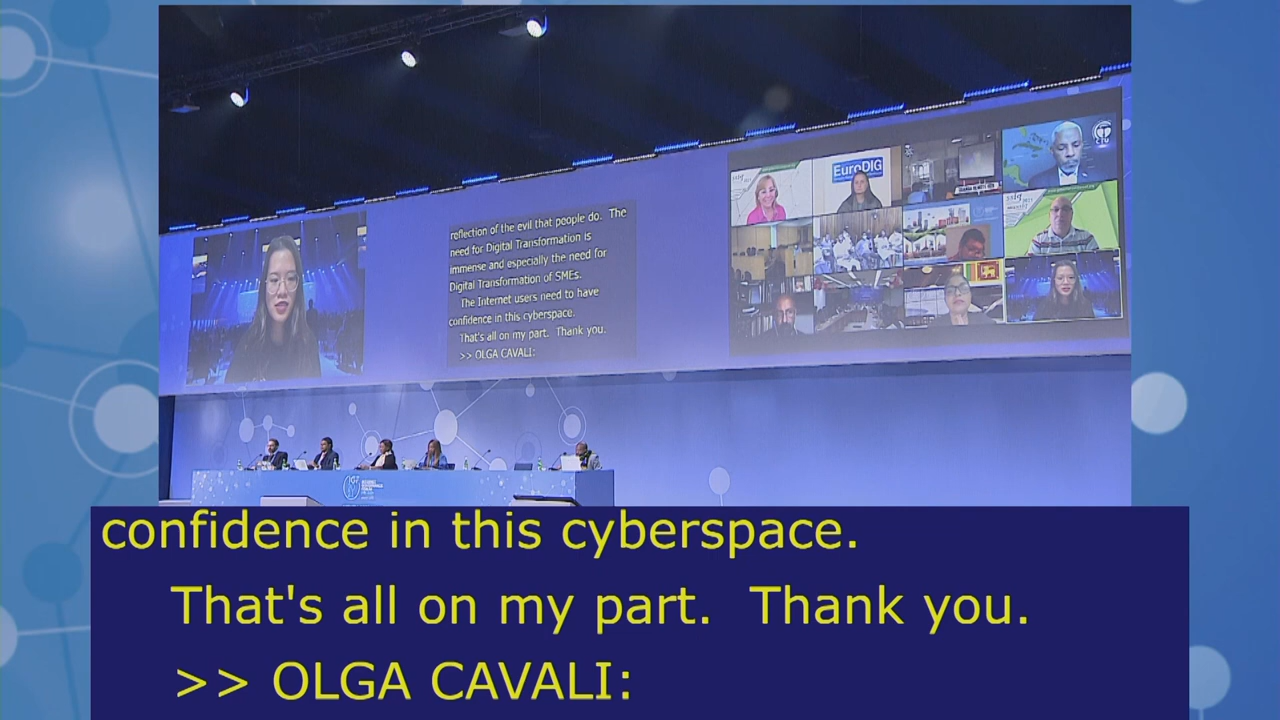 reflection of the evil that people do.  The
need for Digital Transformation is
immense and especially the need for
Digital Transformation of SMEs.
The Internet users need to have
confidence in this cyberspace.
That's all on my part.  Thank you.
>> OLGA CAVALI:
EuroDIG
CTU
IGF
confidence in this cyberspace.
That's all on my part.  Thank you.
>> OLGA CAVALI: